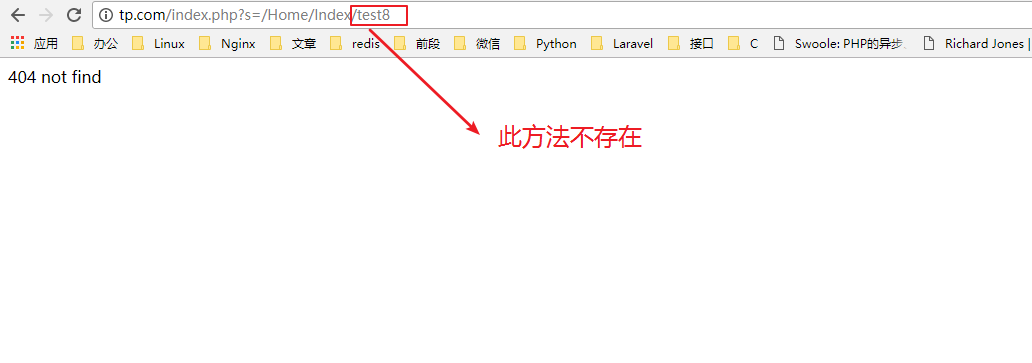 tp.com/index.php?s=/Home/Index/test8
应用 办公 Linux Nginx 文章 redis 前段 微信 Python Laravel 接口 C Swoole: PHP的异步、 Richard Jones |
404 not find
此方法不存在